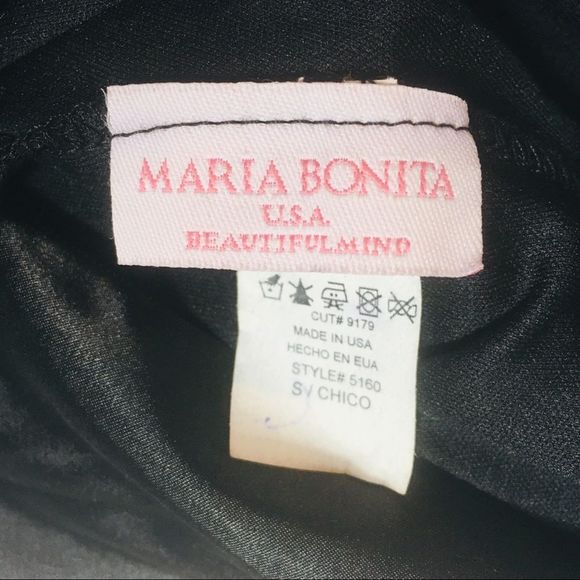 MARIA BONITA
U.S.A.
BEAUTIFULMIND
CUT# 9179
MADE IN USA
HECHO EN EUA
STYLE# 5160
S/ CHICO